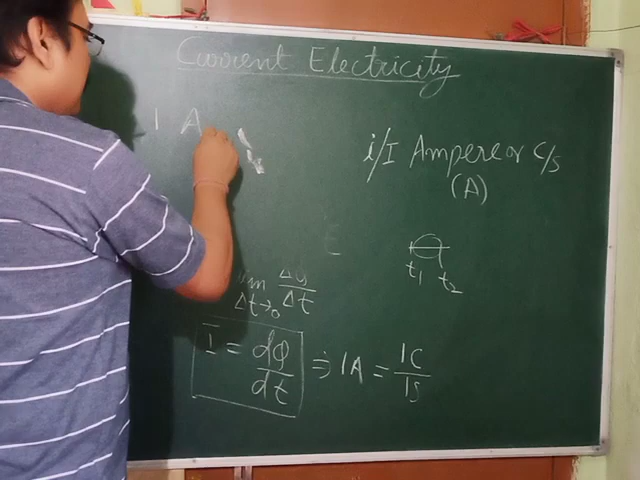 Current Electricity
1 A
i/I Ampere or C/s
(A)
t₁ t₂
lim ΔQ/Δt
Δt→0
I = dQ/dt ⇒ 1A = 1C/1S